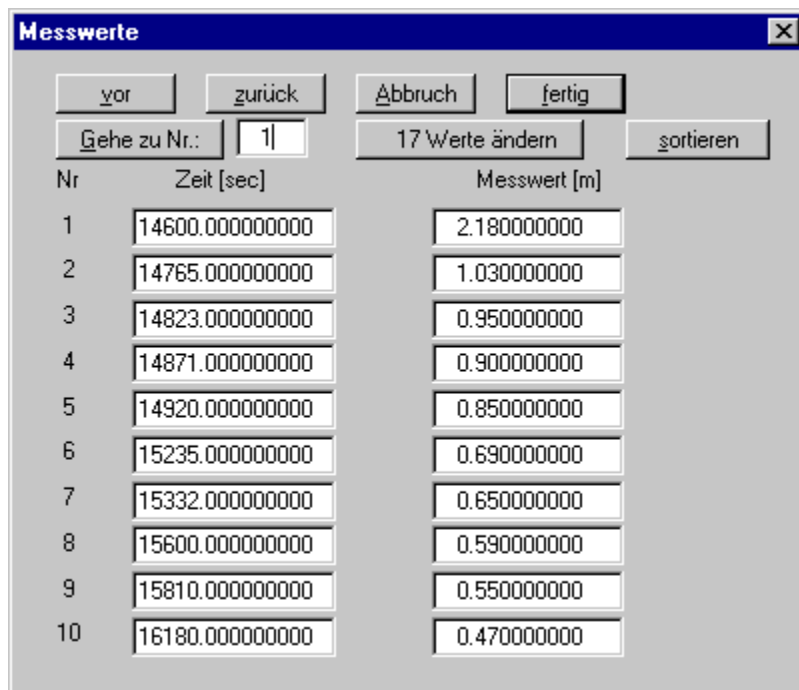 Messwerte
vor zurück Abbruch fertig
Gehe zu Nr.: 1 17 Werte ändern sortieren
Nr Zeit [sec] Messwert [m]
1 14600.000000000 2.180000000
2 14765.000000000 1.030000000
3 14823.000000000 0.950000000
4 14871.000000000 0.900000000
5 14920.000000000 0.850000000
6 15235.000000000 0.690000000
7 15332.000000000 0.650000000
8 15600.000000000 0.590000000
9 15810.000000000 0.550000000
10 16180.000000000 0.470000000